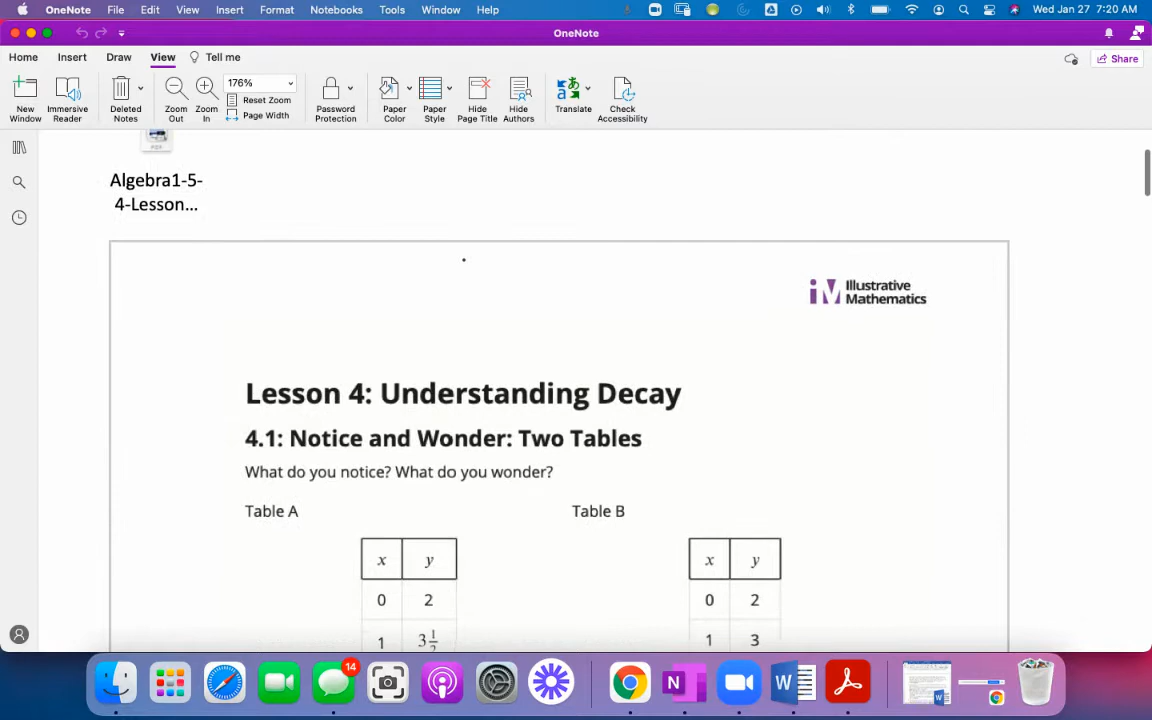 OneNote File Edit View Insert Format Notebooks Tools Window Help Wed Jan 27 7:20 AM
OneNote
Home Insert Draw View Tell me Share
176%
Reset Zoom
Page Width
New Window
Immersive Reader
Deleted Notes
Zoom Out
Zoom In
Password Protection
Paper Color
Paper Style
Hide Page Title
Hide Authors
Translate
Check Accessibility
Algebra1-5-
4-Lesson...
Illustrative
Mathematics
Lesson 4: Understanding Decay
4.1: Notice and Wonder: Two Tables
What do you notice? What do you wonder?
Table A Table B
x y x y
0 2 0 2
1 3 1 1 3
14